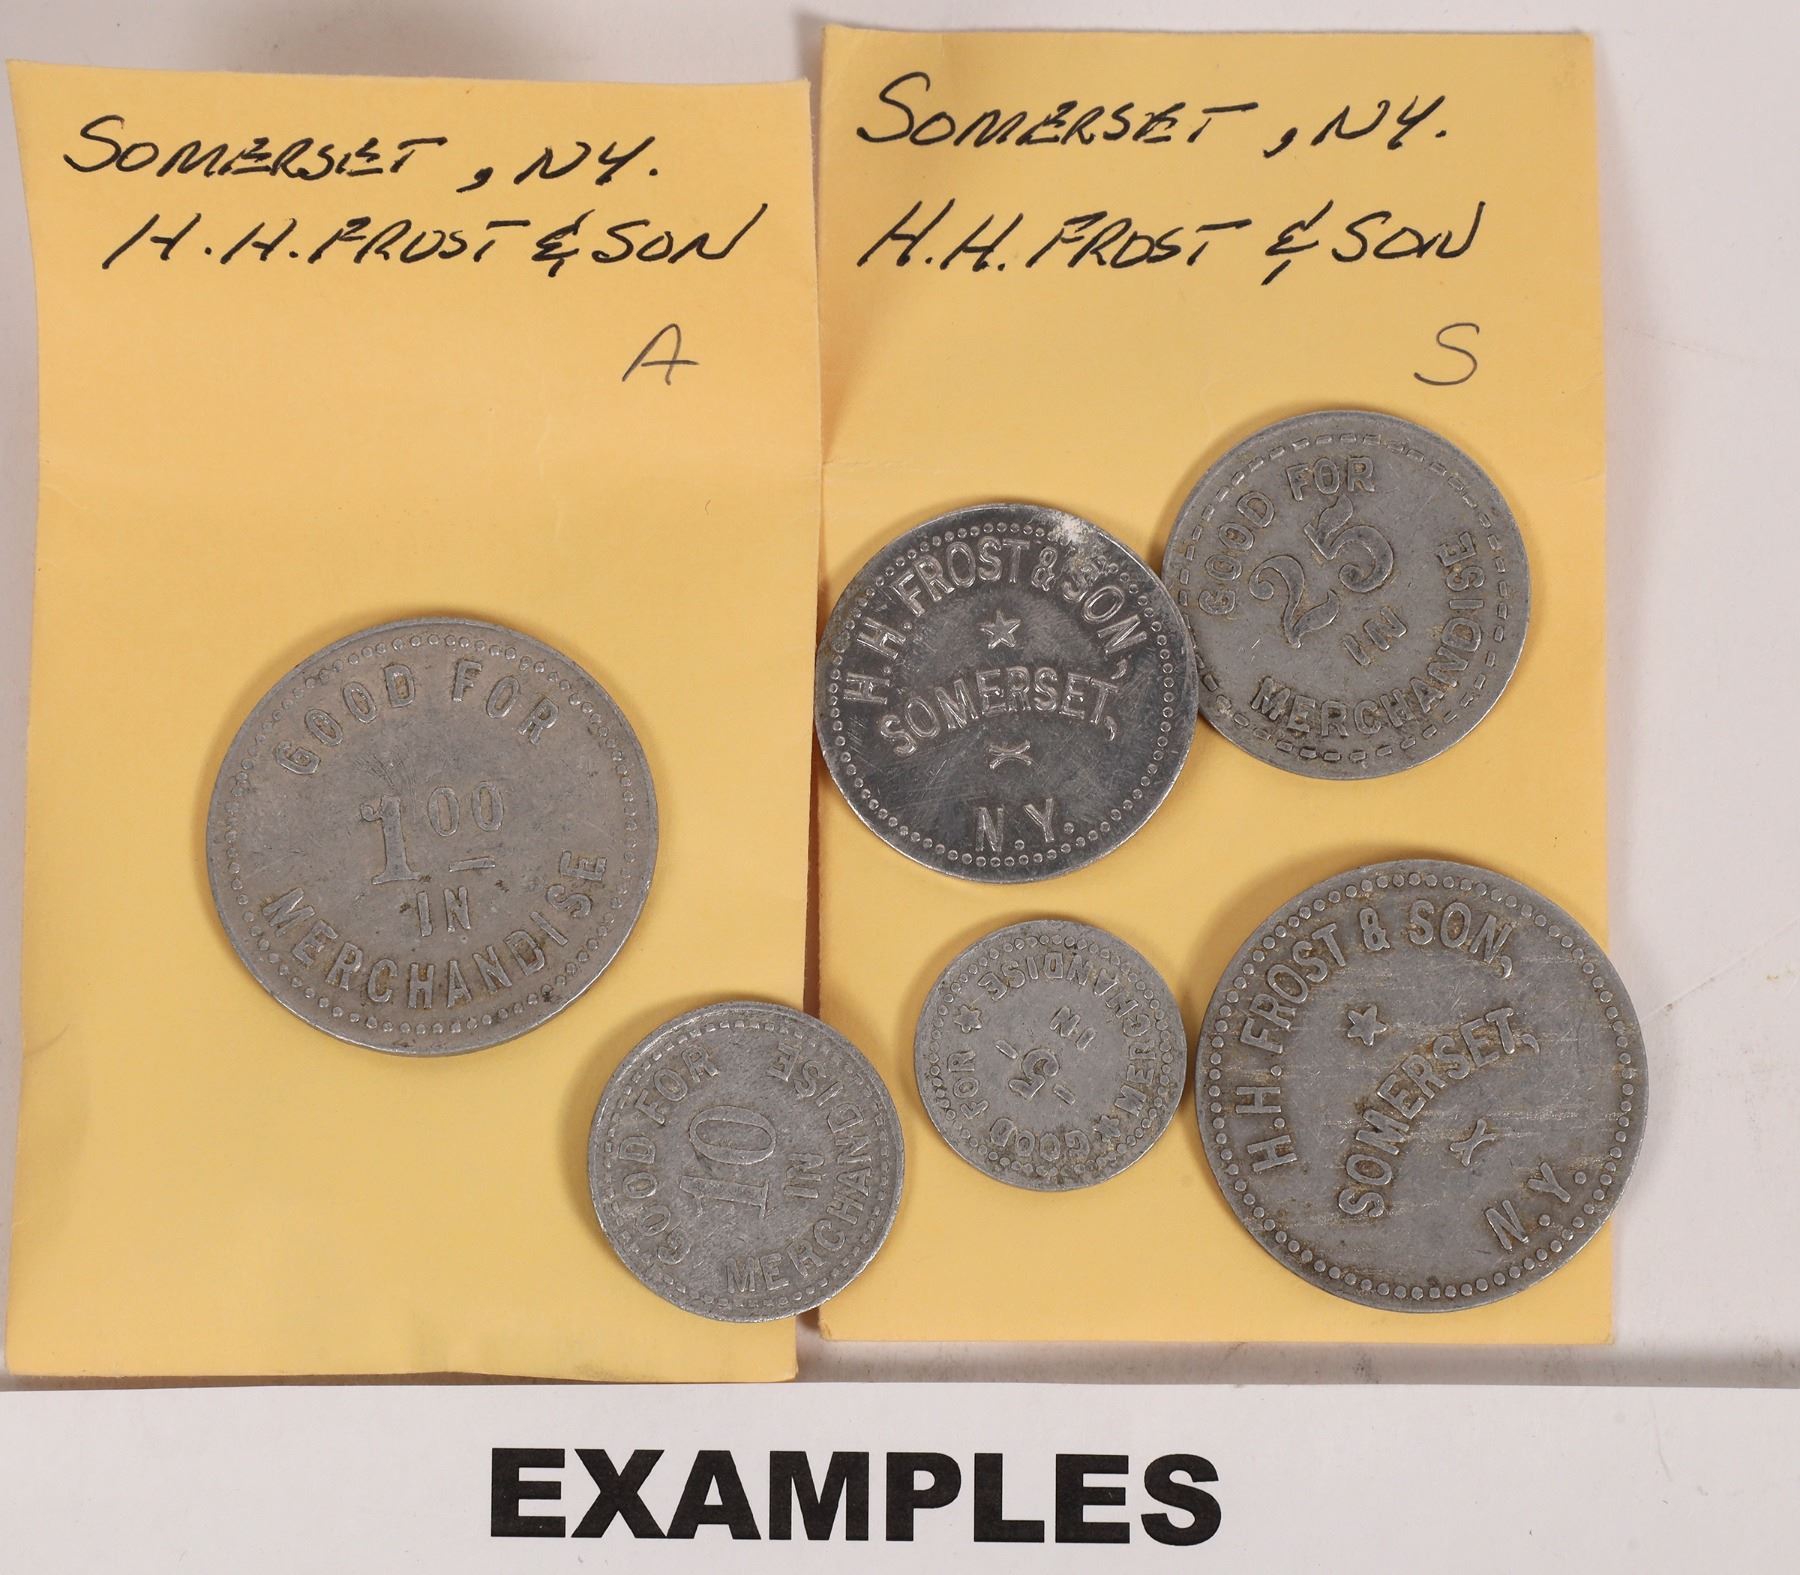 SOMERSET, NY.
H.H. FROST & SON
A
SOMERSET, NY.
H.H. FROST & SON
S
GOOD FOR
1 00
IN
MERCHANDISE
GOOD FOR
10
IN
MERCHANDISE
H.H. FROST & SON,
SOMERSET,
N.Y.
GOOD FOR
25
IN
MERCHANDISE
GOOD FOR
-5-
IN
MERCHANDISE
H.H. FROST & SON,
SOMERSET,
N.Y.
EXAMPLES